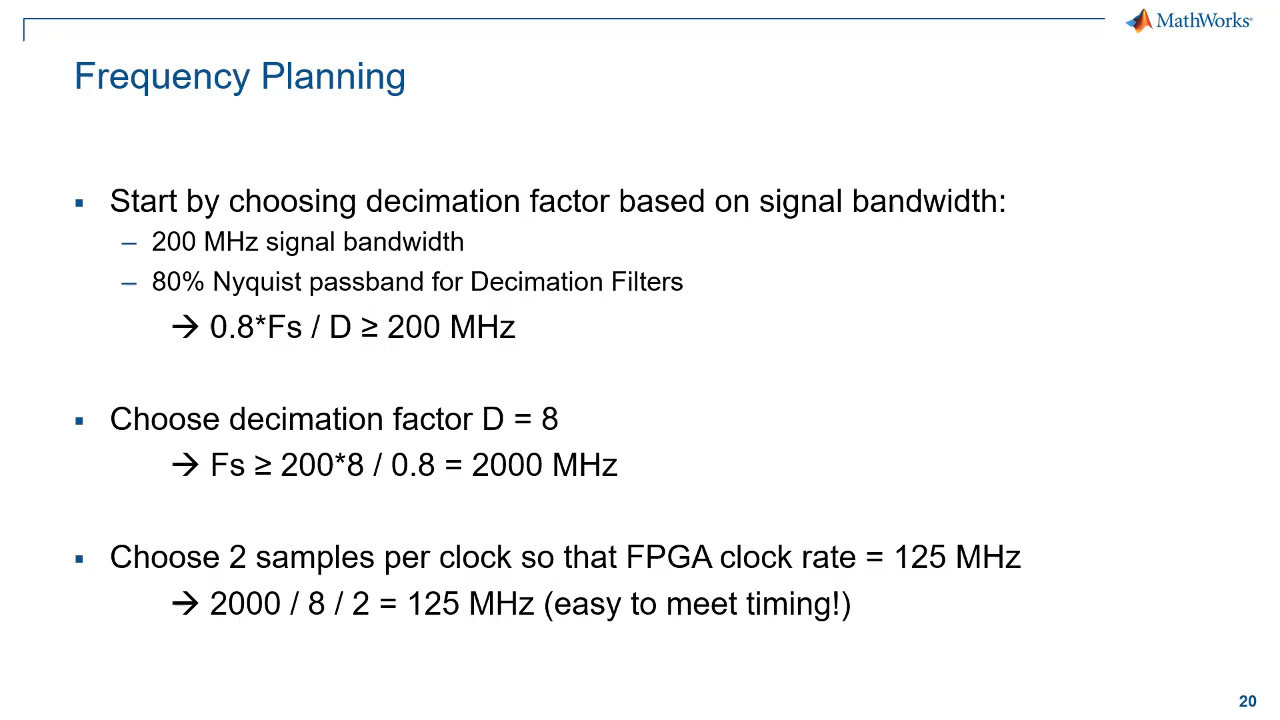 MathWorks
Frequency Planning
▪ Start by choosing decimation factor based on signal bandwidth:
– 200 MHz signal bandwidth
– 80% Nyquist passband for Decimation Filters
→ 0.8*Fs / D ≥ 200 MHz
▪ Choose decimation factor D = 8
→ Fs ≥ 200*8 / 0.8 = 2000 MHz
▪ Choose 2 samples per clock so that FPGA clock rate = 125 MHz
→ 2000 / 8 / 2 = 125 MHz (easy to meet timing!)
20